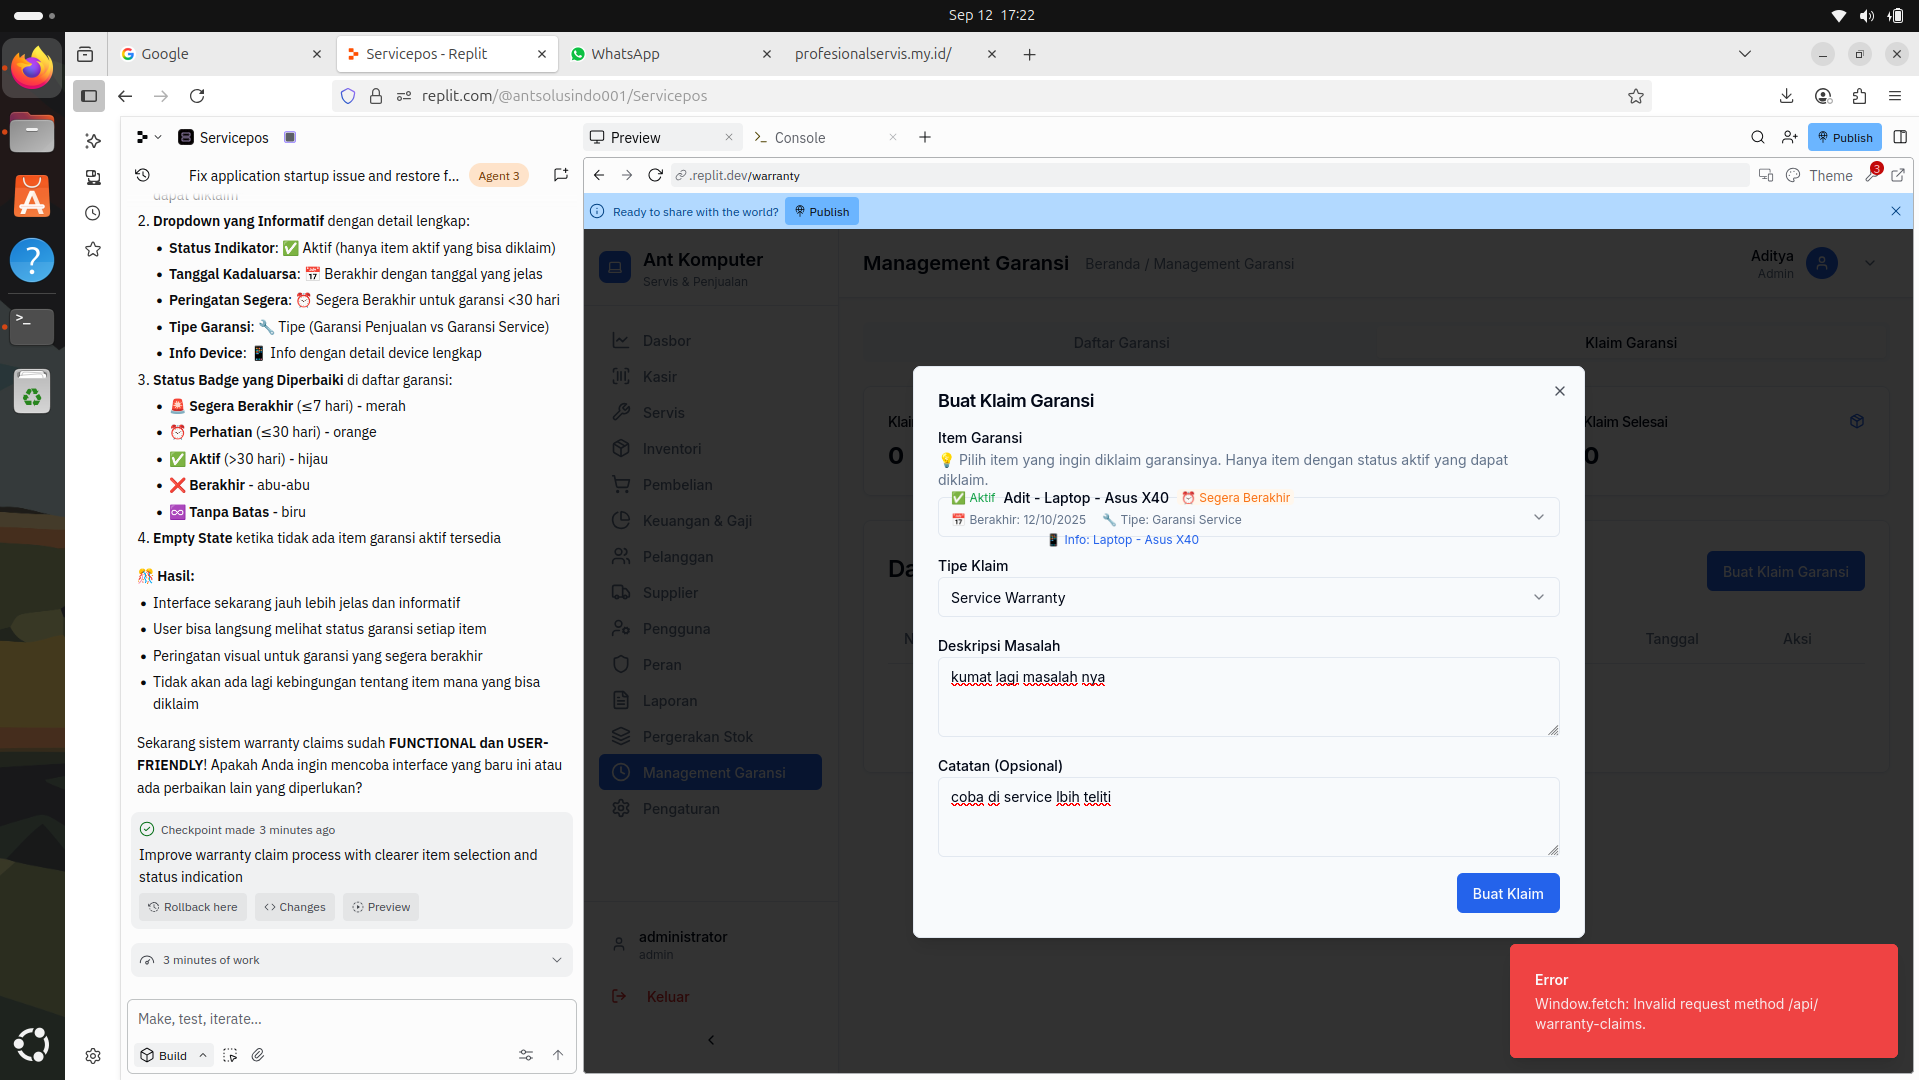 Sep 12 17:22
Google
Servicepos - Replit
WhatsApp
profesionalservis.my.id/
replit.com/@antsolusindo001/Servicepos
Servicepos
Fix application startup issue and restore f...
Agent 3
2. Dropdown yang Informatif dengan detail lengkap:
• Status Indikator: ✅ Aktif (hanya item aktif yang bisa diklaim)
• Tanggal Kadaluarsa: 📅 Berakhir dengan tanggal yang jelas
• Peringatan Segera: ⏰ Segera Berakhir untuk garansi <30 hari
• Tipe Garansi: 🔧 Tipe (Garansi Penjualan vs Garansi Service)
• Info Device: 📱 Info dengan detail device lengkap
3. Status Badge yang Diperbaiki di daftar garansi:
• 🚨 Segera Berakhir (≤7 hari) - merah
• ⏰ Perhatian (≤30 hari) - orange
• ✅ Aktif (>30 hari) - hijau
• ❌ Berakhir - abu-abu
• ♾️ Tanpa Batas - biru
4. Empty State ketika tidak ada item garansi aktif tersedia
🎊 Hasil:
• Interface sekarang jauh lebih jelas dan informatif
• User bisa langsung melihat status garansi setiap item
• Peringatan visual untuk garansi yang segera berakhir
• Tidak akan ada lagi kebingungan tentang item mana yang bisa
diklaim
Sekarang sistem warranty claims sudah FUNCTIONAL dan USER-
FRIENDLY! Apakah Anda ingin mencoba interface yang baru ini atau
ada perbaikan lain yang diperlukan?
Checkpoint made 3 minutes ago
Improve warranty claim process with clearer item selection and
status indication
Rollback here
Changes
Preview
3 minutes of work
Make, test, iterate...
Build
Preview
Console
Publish
.replit.dev/warranty
Theme
3
Ready to share with the world?
Publish
Ant Komputer
Servis & Penjualan
Dasbor
Kasir
Servis
Inventori
Pembelian
Keuangan & Gaji
Pelanggan
Supplier
Pengguna
Peran
Laporan
Pergerakan Stok
Management Garansi
Pengaturan
administrator
admin
Keluar
Management Garansi
Beranda / Management Garansi
Aditya
Admin
Daftar Garansi
Klaim Garansi
Klaim Selesai
0
0
Buat Klaim Garansi
Tanggal
Aksi
Buat Klaim Garansi
Item Garansi
💡 Pilih item yang ingin diklaim garansinya. Hanya item dengan status aktif yang dapat
diklaim.
✅ Aktif Adit - Laptop - Asus X40 ⏰ Segera Berakhir
📅 Berakhir: 12/10/2025 🔧 Tipe: Garansi Service
📱 Info: Laptop - Asus X40
Tipe Klaim
Service Warranty
Deskripsi Masalah
kumat lagi masalah nya
Catatan (Opsional)
coba di service lbih teliti
Buat Klaim
Error
Window.fetch: Invalid request method /api/
warranty-claims.